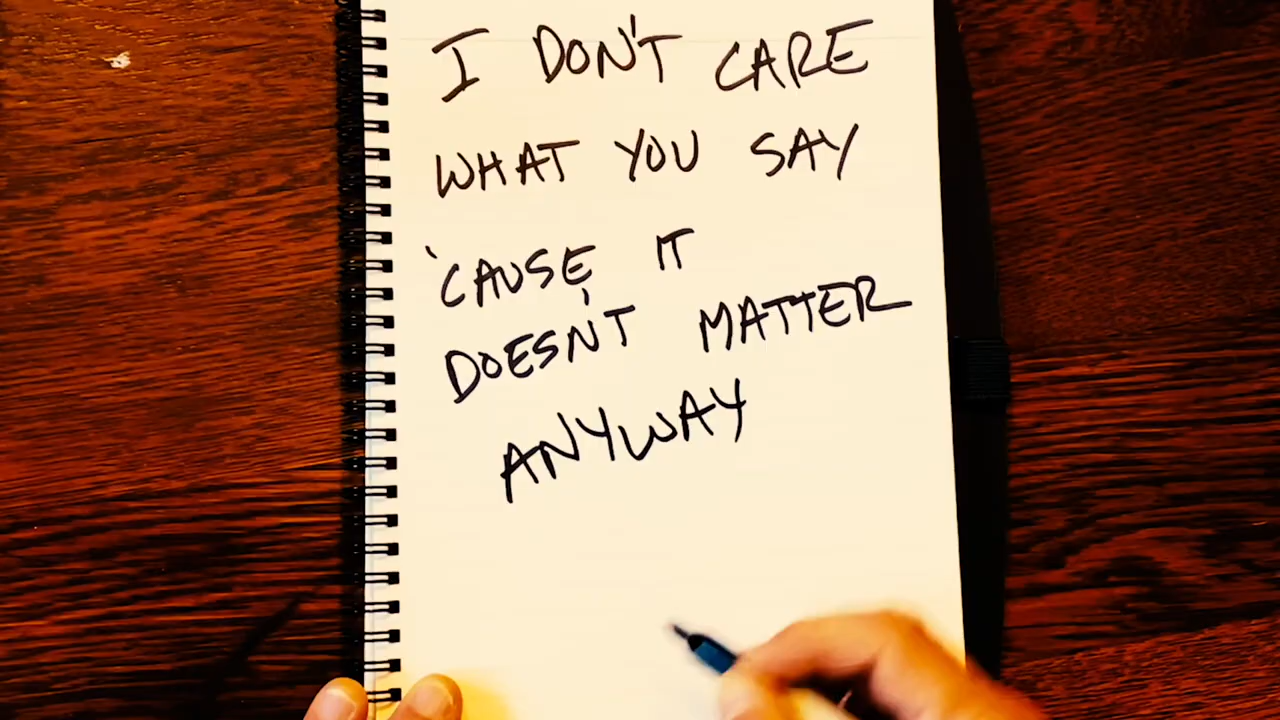 I DON'T CARE
WHAT YOU SAY
'CAUSE IT
DOESN'T MATTER
ANYWAY